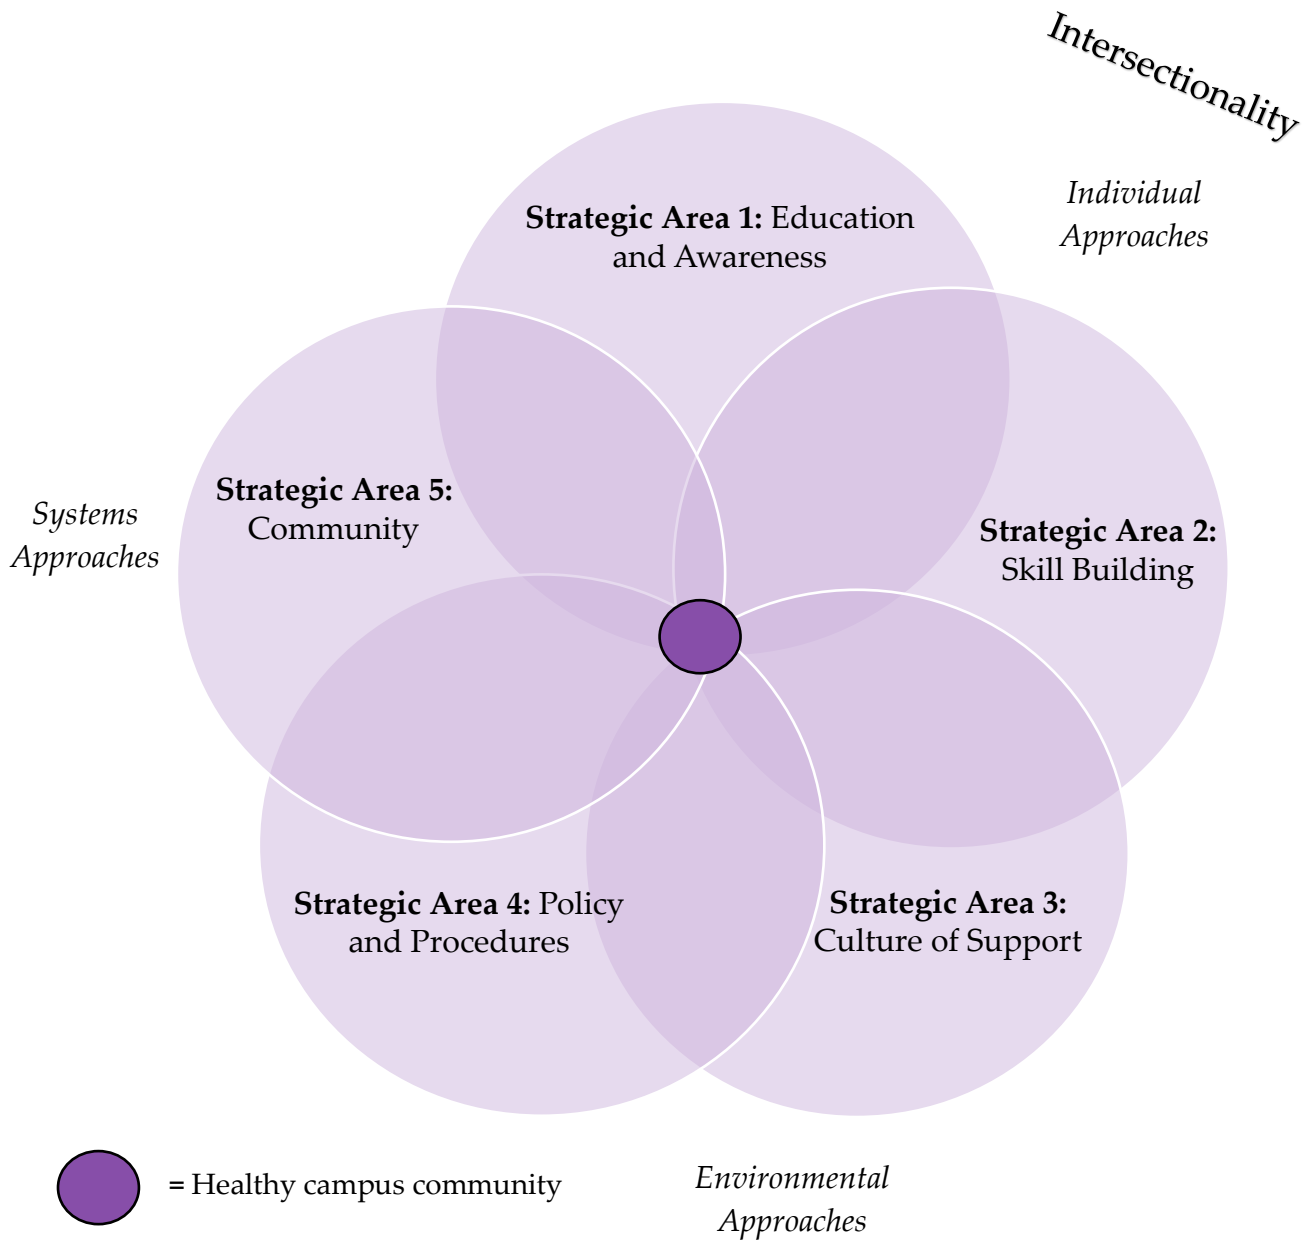 Intersectionality
Individual
Approaches
Strategic Area 1: Education
and Awareness
Strategic Area 5:
Community
Systems
Approaches
Strategic Area 2:
Skill Building
Strategic Area 4: Policy
and Procedures
Strategic Area 3:
Culture of Support
= Healthy campus community
Environmental
Approaches